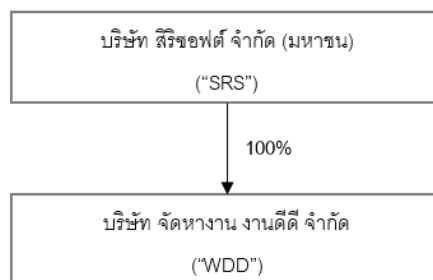 บริษัท สิริซอฟต์ จำกัด (มหาชน)
(“SRS”)
100%
บริษัท จัดหางาน งานดีดี จำกัด
(“WDD”)